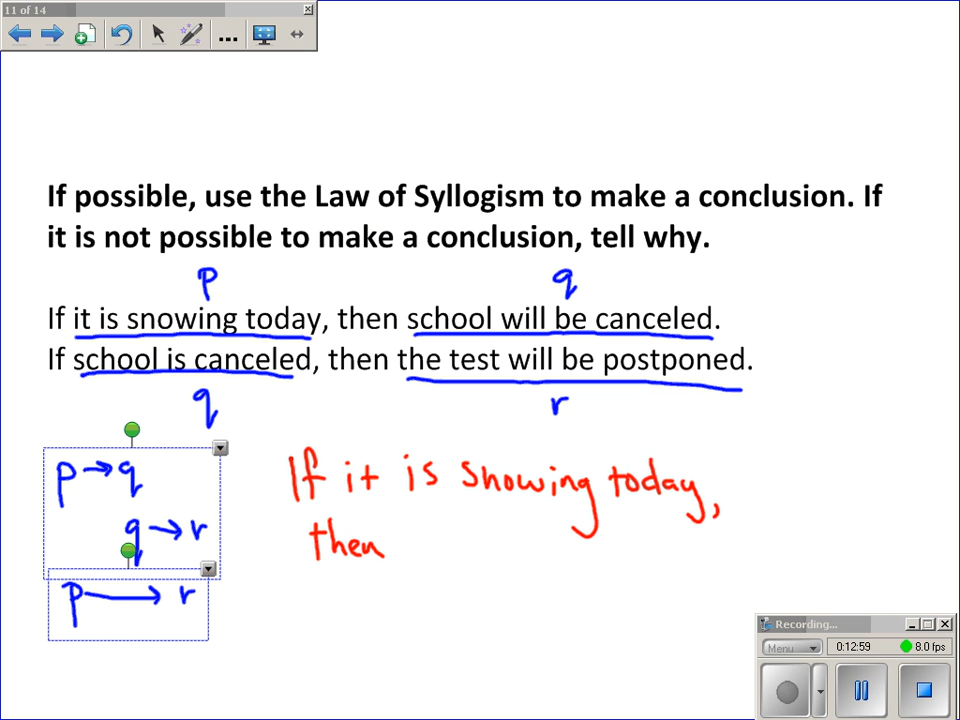 11 of 14
If possible, use the Law of Syllogism to make a conclusion. If
it is not possible to make a conclusion, tell why.
p q
If it is snowing today, then school will be canceled.
If school is canceled, then the test will be postponed.
q r
p → q
q → r
p → r
If it is snowing today,
then
Recording...
Menu 0:12:59 8.0 fps